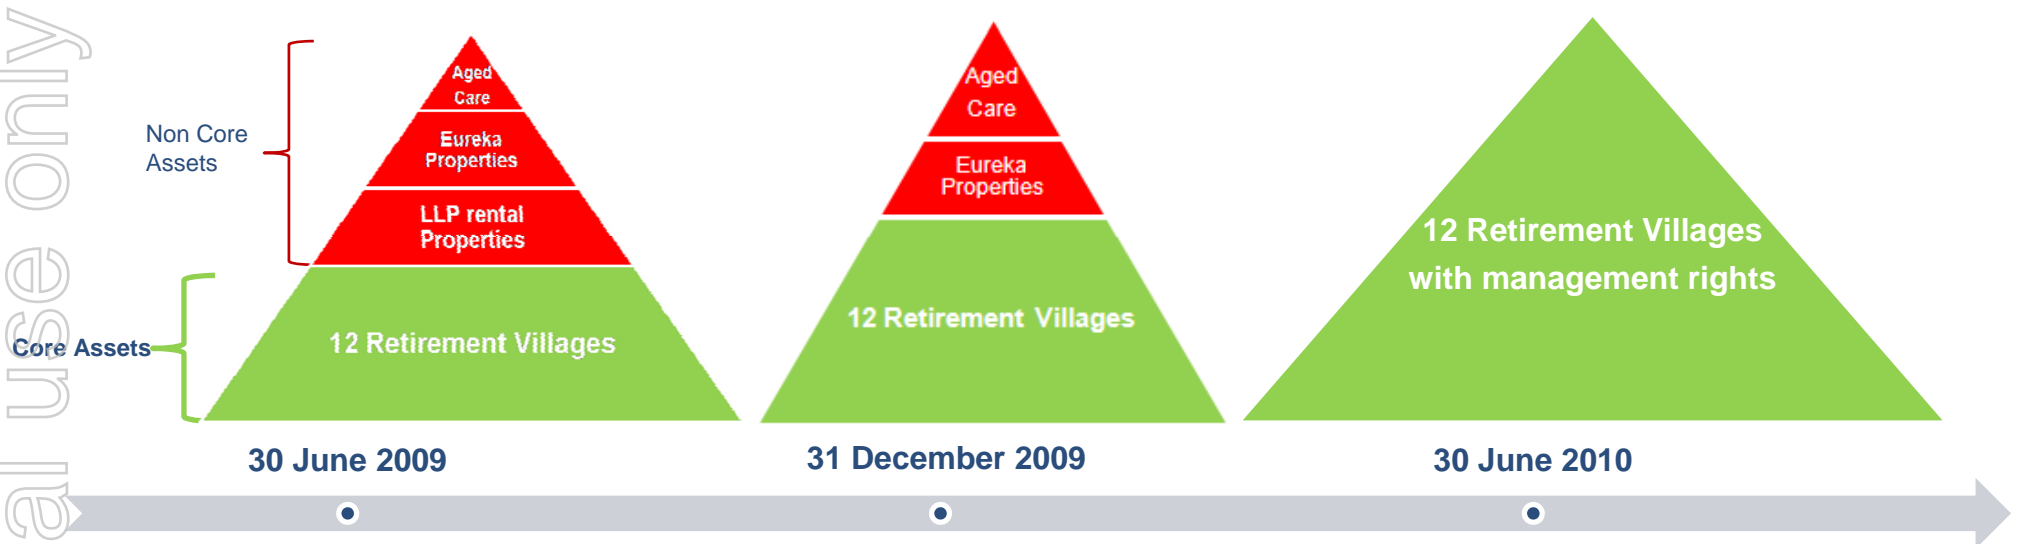 al use only
Non Core
Assets
Core Assets
Aged
Care
Eureka
Properties
LLP rental
Properties
12 Retirement Villages
30 June 2009
Aged
Care
Eureka
Properties
12 Retirement Villages
31 December 2009
12 Retirement Villages
with management rights
30 June 2010